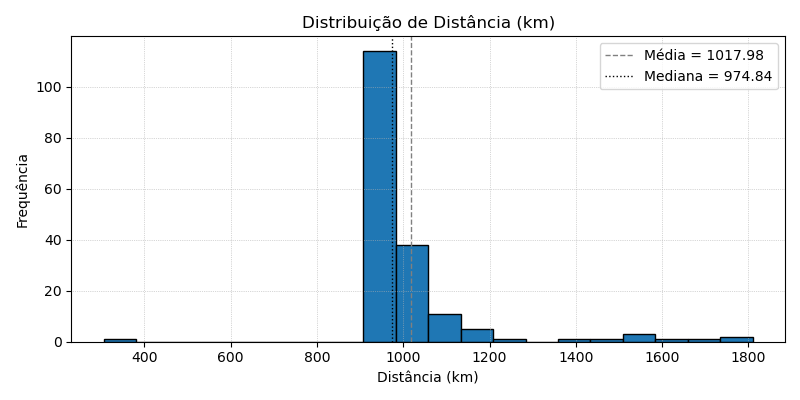 Distribuição de Distância (km)
Média = 1017.98
Mediana = 974.84
Frequência
100
80
60
40
20
0
400 600 800 1000 1200 1400 1600 1800
Distância (km)